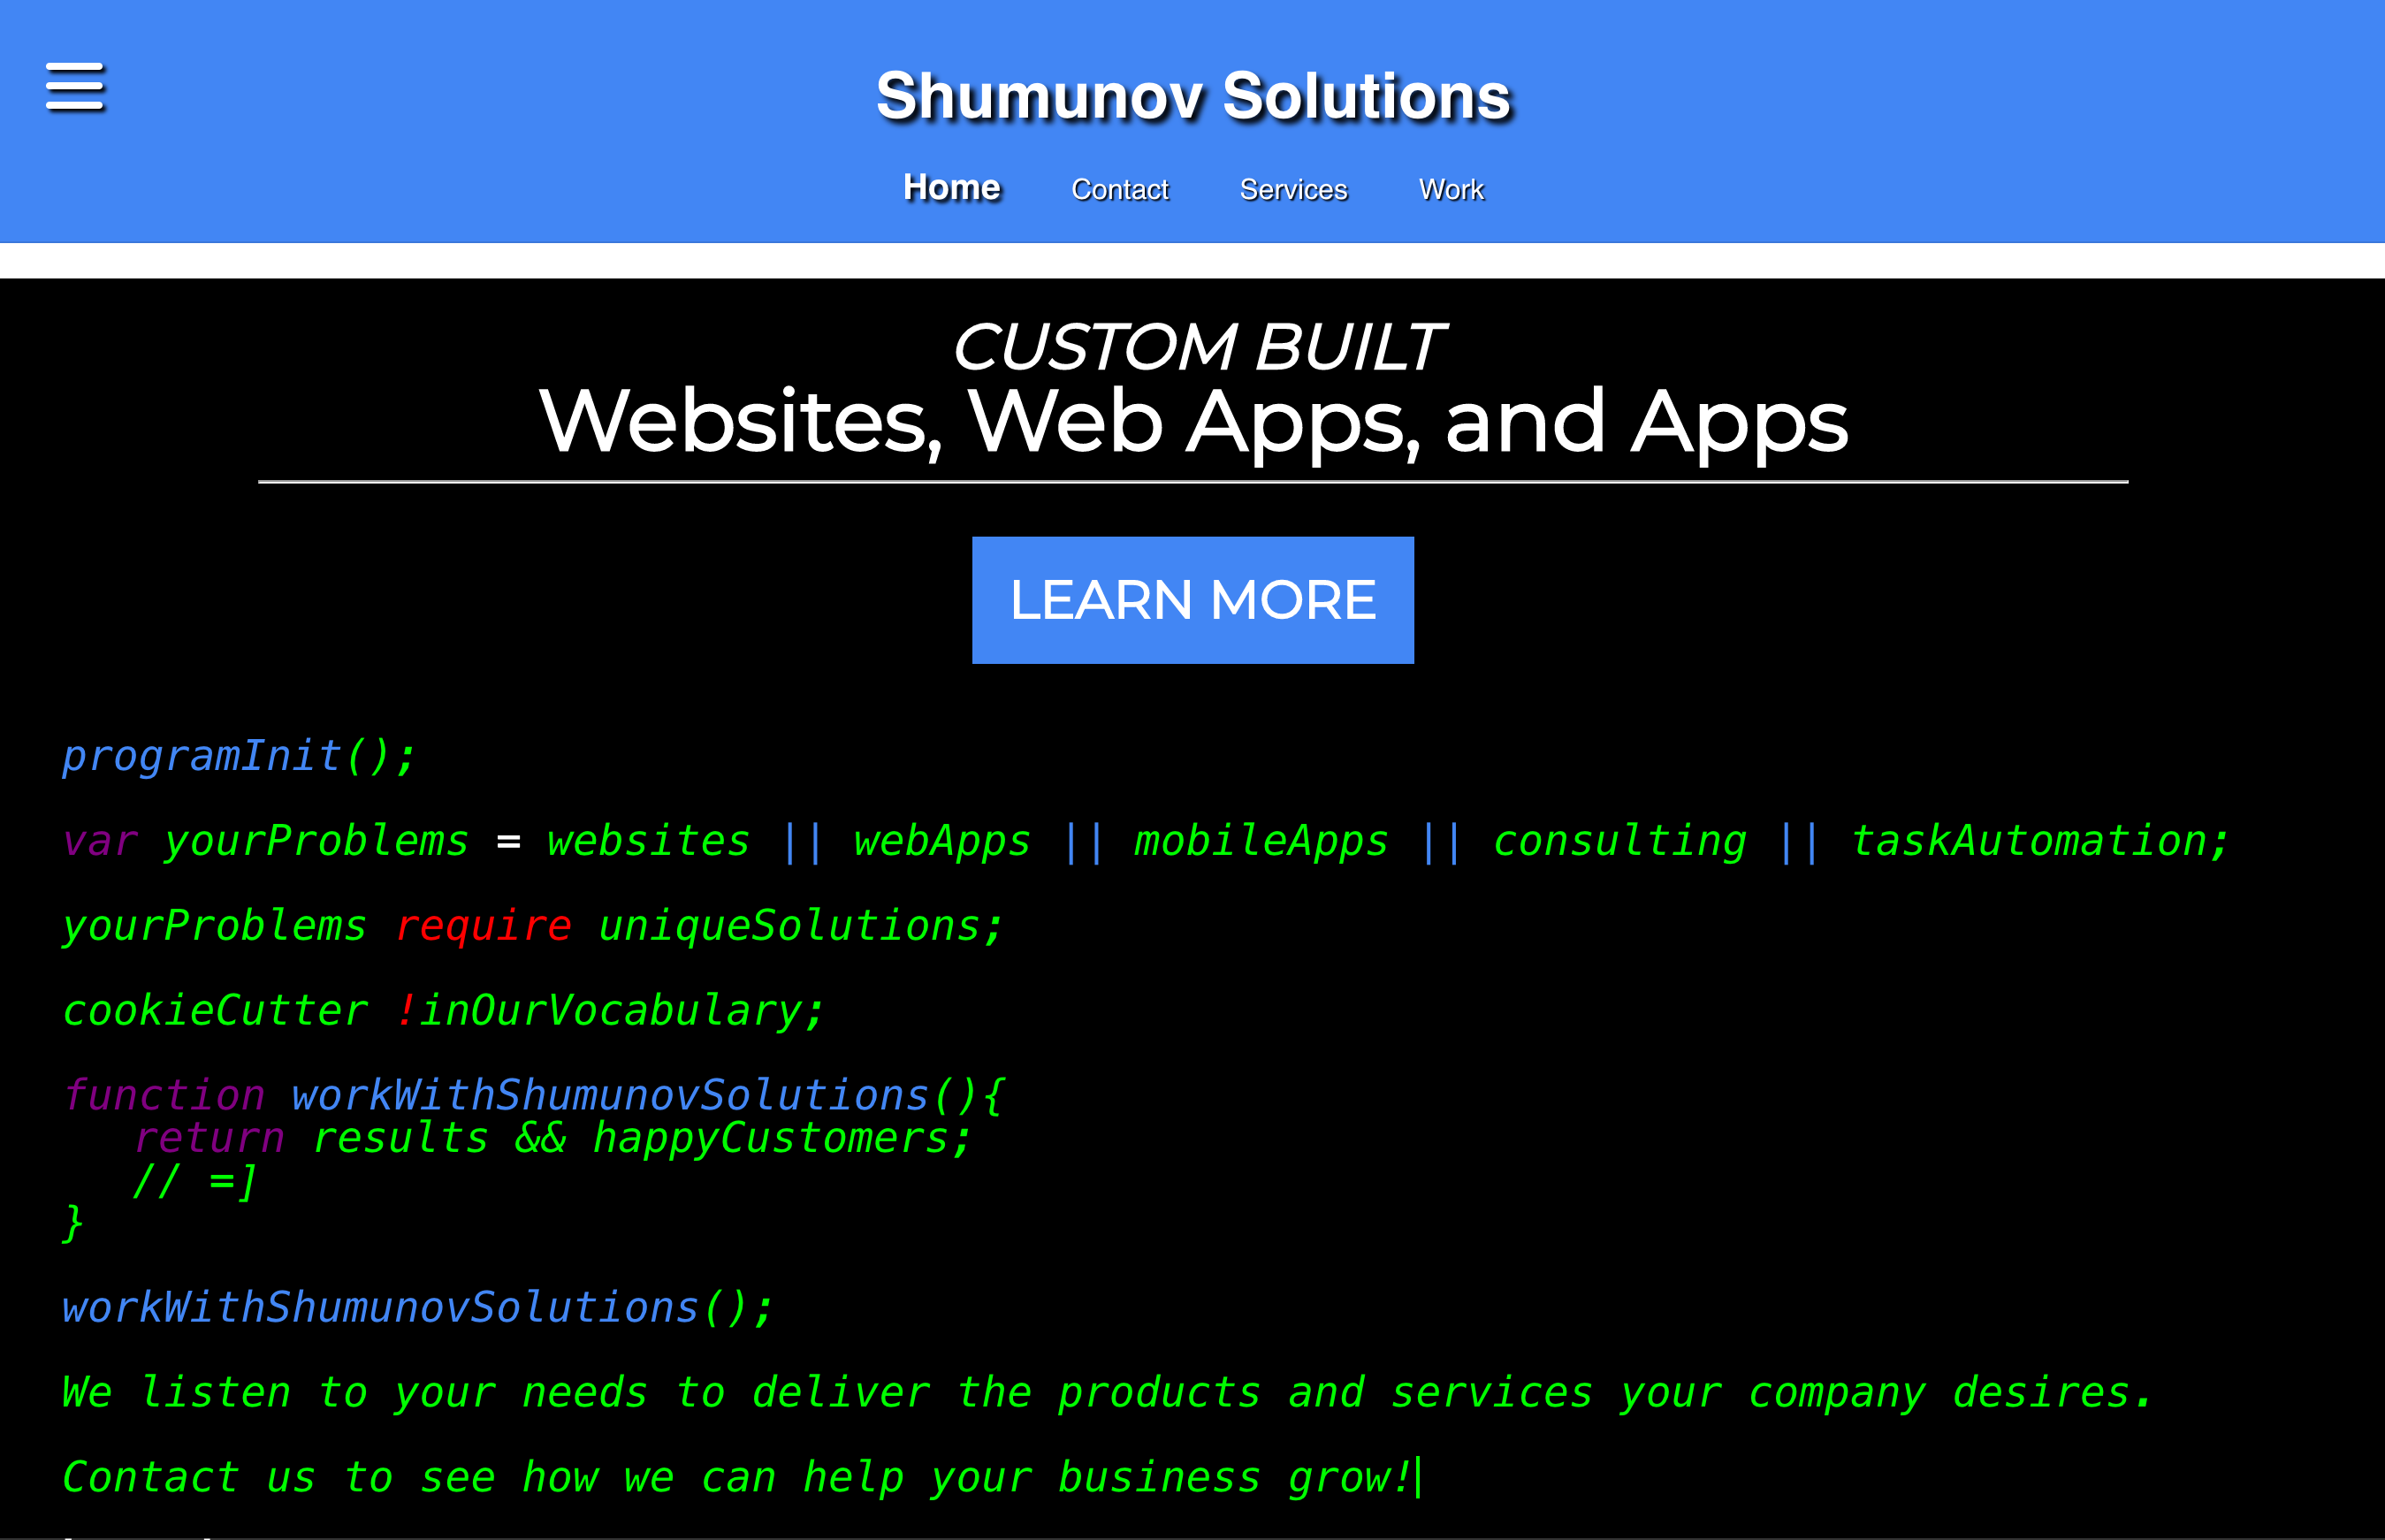 Shumunov Solutions
Home Contact Services Work
CUSTOM BUILT
Websites, Web Apps, and Apps
LEARN MORE
programInit();
var yourProblems = websites || webApps || mobileApps || consulting || taskAutomation;
yourProblems require uniqueSolutions;
cookieCutter !inOurVocabulary;
function workWithShumunovSolutions(){
return results && happyCustomers;
// =]
}
workWithShumunovSolutions();
We listen to your needs to deliver the products and services your company desires.
Contact us to see how we can help your business grow!